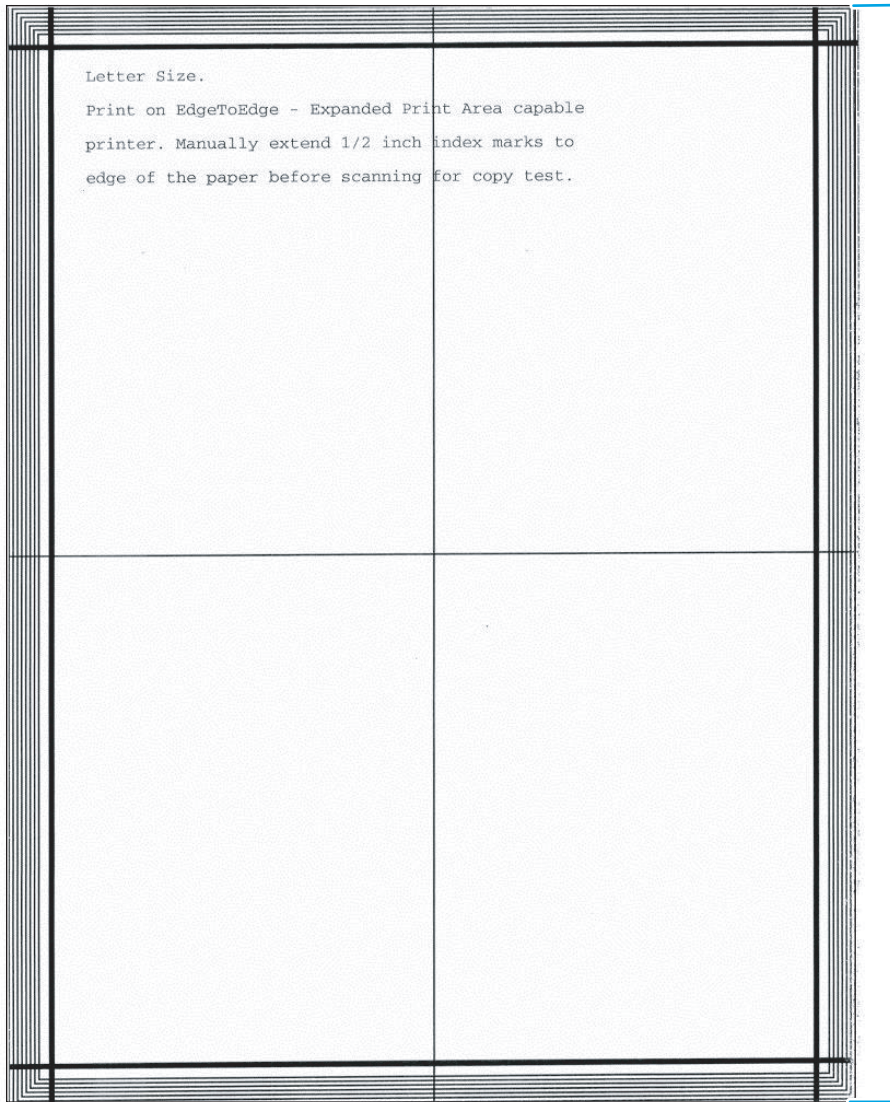 Letter Size.
Print on EdgeToEdge - Expanded Print Area capable
printer. Manually extend 1/2 inch index marks to
edge of the paper before scanning for copy test.